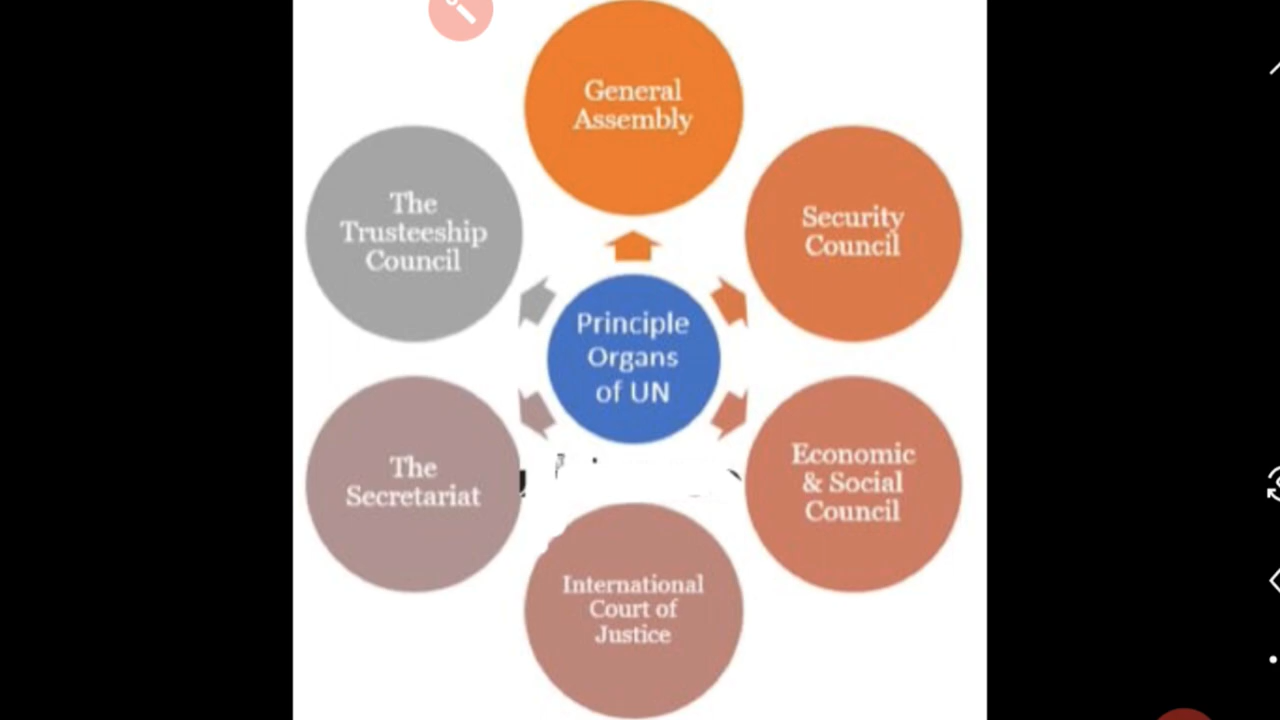 General
Assembly
The
Trusteeship
Council
Security
Council
Principle
Organs
of UN
The
Secretariat
Economic
& Social
Council
International
Court of
Justice